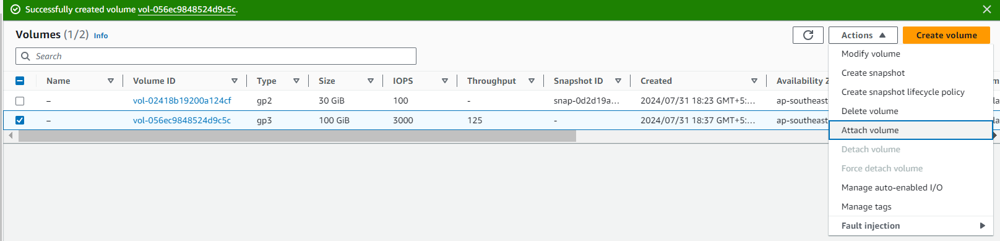 Successfully created volume vol-056ec9848524d9c5c.
Volumes (1/2) Info
Actions
Create volume
Search
Name Volume ID Type Size IOPS Throughput Snapshot ID Created Availability Z
– vol-02418b19200a124cf gp2 30 GiB 100 - snap-0d2d19a... 2024/07/31 18:23 GMT+5:... ap-southeast
– vol-056ec9848524d9c5c gp3 100 GiB 3000 125 - 2024/07/31 18:37 GMT+5:... ap-southeast
Modify volume
Create snapshot
Create snapshot lifecycle policy
Delete volume
Attach volume
Detach volume
Force detach volume
Manage auto-enabled I/O
Manage tags
Fault injection